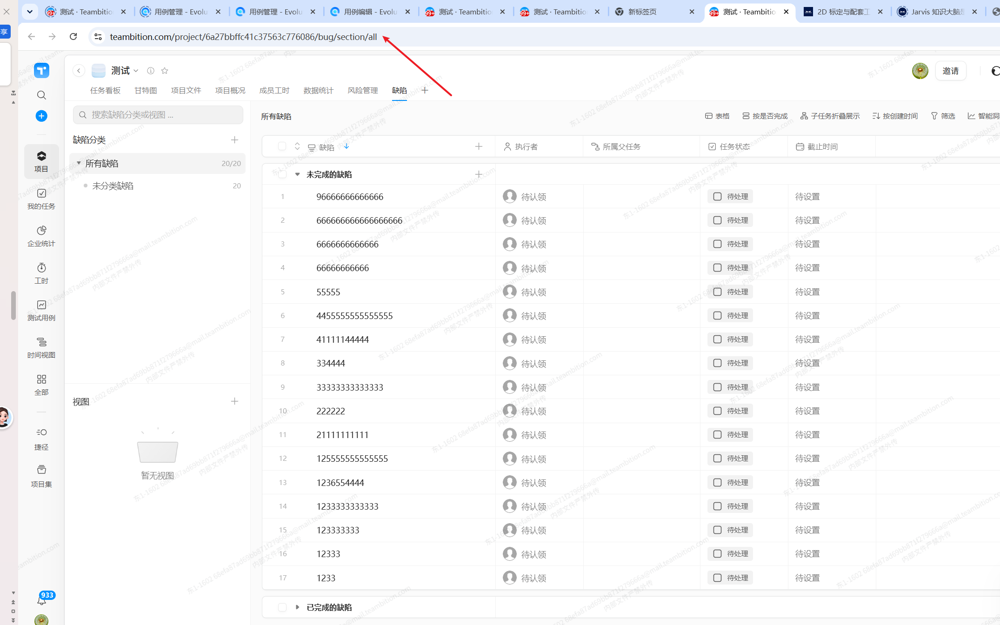 测试 · Teambitio
用例管理 - Evolu
用例管理 - Evolu
用例编辑 - Evolu
测试 · Teambitio
测试 · Teambitio
新标签页
测试 · Teambitio
2D 标定与配套工
Jarvis 知识大脑是
享
teambition.com/project/6a27bbffc41c37563c776086/bug/section/all
测试
邀请
任务看板
甘特图
项目文件
项目概况
成员工时
数据统计
风险管理
缺陷
搜索缺陷分类或视图 ...
所有缺陷
表格
按是否完成
子任务折叠展示
按创建时间
筛选
智能洞
缺陷分类
所有缺陷 20/20
未分类缺陷 20
视图
暂无视图
项目
我的任务
企业统计
工时
测试用例
时间视图
全部
捷径
项目集
933
缺陷 执行者 所属父任务 任务状态 截止时间
未完成的缺陷
1 96666666666666 待认领 待处理 待设置
2 666666666666666666 待认领 待处理 待设置
3 6666666666666 待认领 待处理 待设置
4 66666666666 待认领 待处理 待设置
5 55555 待认领 待处理 待设置
6 4455555555555555 待认领 待处理 待设置
7 41111144444 待认领 待处理 待设置
8 334444 待认领 待处理 待设置
9 33333333333333 待认领 待处理 待设置
10 222222 待认领 待处理 待设置
11 21111111111 待认领 待处理 待设置
12 125555555555555 待认领 待处理 待设置
13 1236554444 待认领 待处理 待设置
14 1233333333333 待认领 待处理 待设置
15 123333333 待认领 待处理 待设置
16 12333 待认领 待处理 待设置
17 1233 待认领 待处理 待设置
已完成的缺陷
东1-1602 68efa87ad69bb871f279666a@mail.teambition.com
内部文件严禁外传